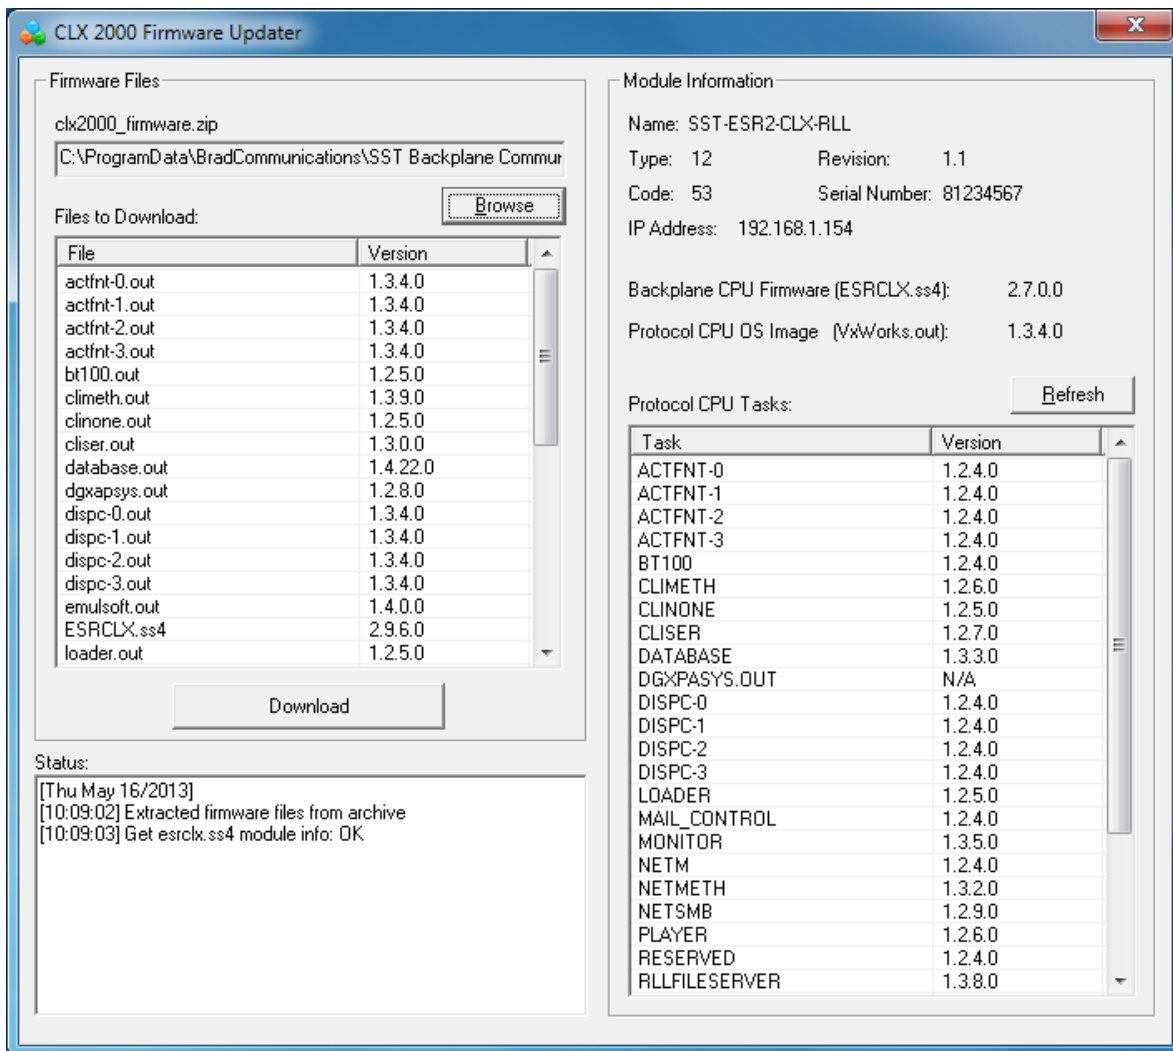 CLX 2000 Firmware Updater
Firmware Files
clx2000_firmware.zip
C:\ProgramData\BradCommunications\SST Backplane Commur
Browse
Files to Download:
File Version
actfnt-0.out 1.3.4.0
actfnt-1.out 1.3.4.0
actfnt-2.out 1.3.4.0
actfnt-3.out 1.3.4.0
bt100.out 1.2.5.0
climeth.out 1.3.9.0
clinone.out 1.2.5.0
cliser.out 1.3.0.0
database.out 1.4.22.0
dgxapsys.out 1.2.8.0
dispc-0.out 1.3.4.0
dispc-1.out 1.3.4.0
dispc-2.out 1.3.4.0
dispc-3.out 1.3.4.0
emulsoft.out 1.4.0.0
ESRCLX.ss4 2.9.6.0
loader.out 1.2.5.0
Download
Status:
[Thu May 16/2013]
[10:09:02] Extracted firmware files from archive
[10:09:03] Get esrclx.ss4 module info: OK
Module Information
Name: SST-ESR2-CLX-RLL
Type: 12 Revision: 1.1
Code: 53 Serial Number: 81234567
IP Address: 192.168.1.154
Backplane CPU Firmware (ESRCLX.ss4): 2.7.0.0
Protocol CPU OS Image (VxWorks.out): 1.3.4.0
Refresh
Protocol CPU Tasks:
Task Version
ACTFNT-0 1.2.4.0
ACTFNT-1 1.2.4.0
ACTFNT-2 1.2.4.0
ACTFNT-3 1.2.4.0
BT100 1.2.4.0
CLIMETH 1.2.6.0
CLINONE 1.2.5.0
CLISER 1.2.7.0
DATABASE 1.3.3.0
DGXPASYS.OUT N/A
DISPC-0 1.2.4.0
DISPC-1 1.2.4.0
DISPC-2 1.2.4.0
DISPC-3 1.2.4.0
LOADER 1.2.5.0
MAIL_CONTROL 1.2.4.0
MONITOR 1.3.5.0
NETM 1.2.4.0
NETMETH 1.3.2.0
NETSMB 1.2.9.0
PLAYER 1.2.6.0
RESERVED 1.2.4.0
RLLFILESERVER 1.3.8.0